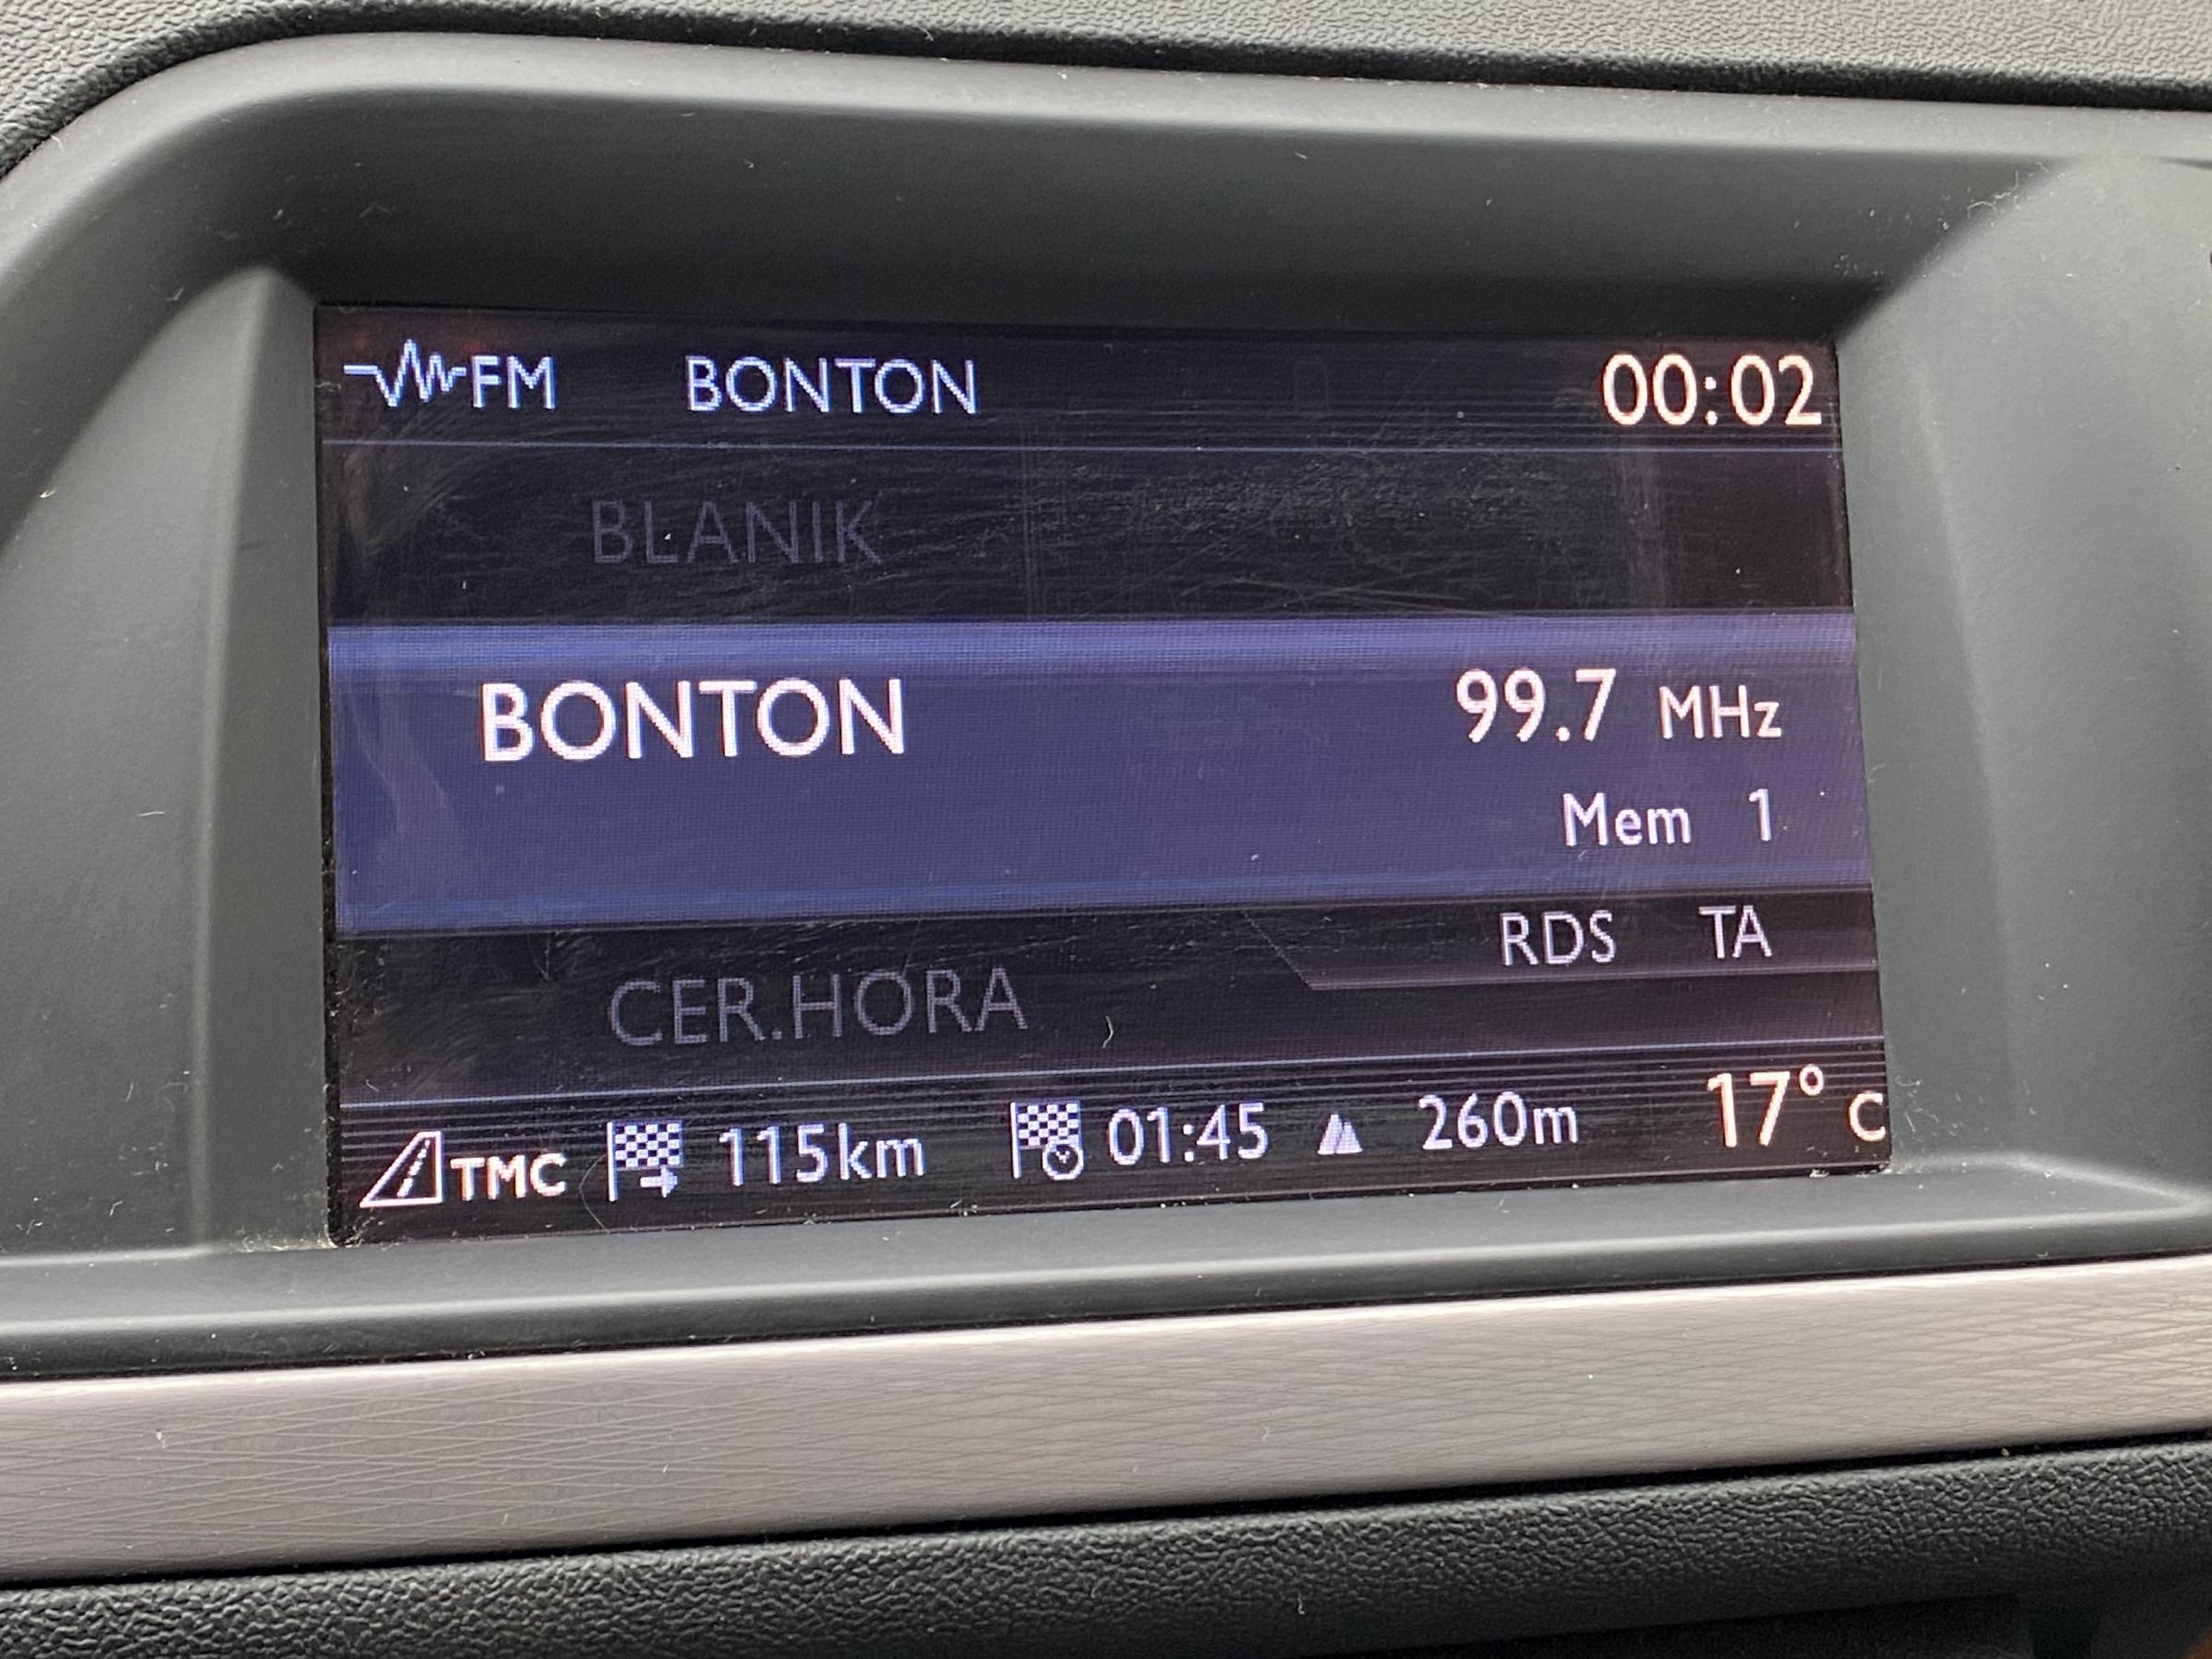 FM BONTON 00:02
BLANIK
BONTON 99.7 MHz
Mem 1
RDS TA
CER.HORA
TMC 115km 01:45 260m 17° C